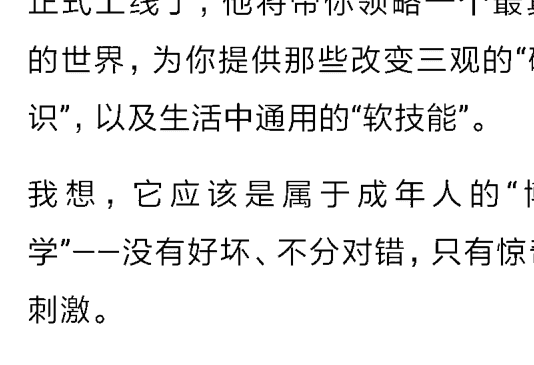 正式上线了，他将带你领略一个最
的世界，为你提供那些改变三观的“
识”，以及生活中通用的“软技能”。
我想，它应该是属于成年人的“
学”——没有好坏、不分对错，只有惊
刺激。